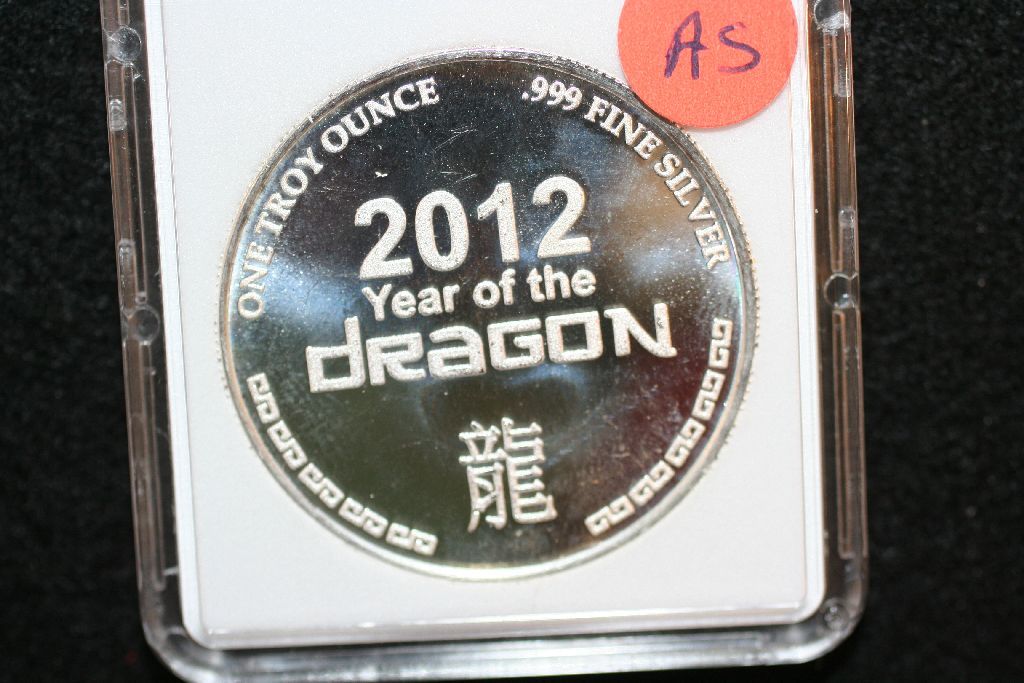 AS
ONE TROY OUNCE
.999 FINE SILVER
2012
Year of the
dRagON
龍